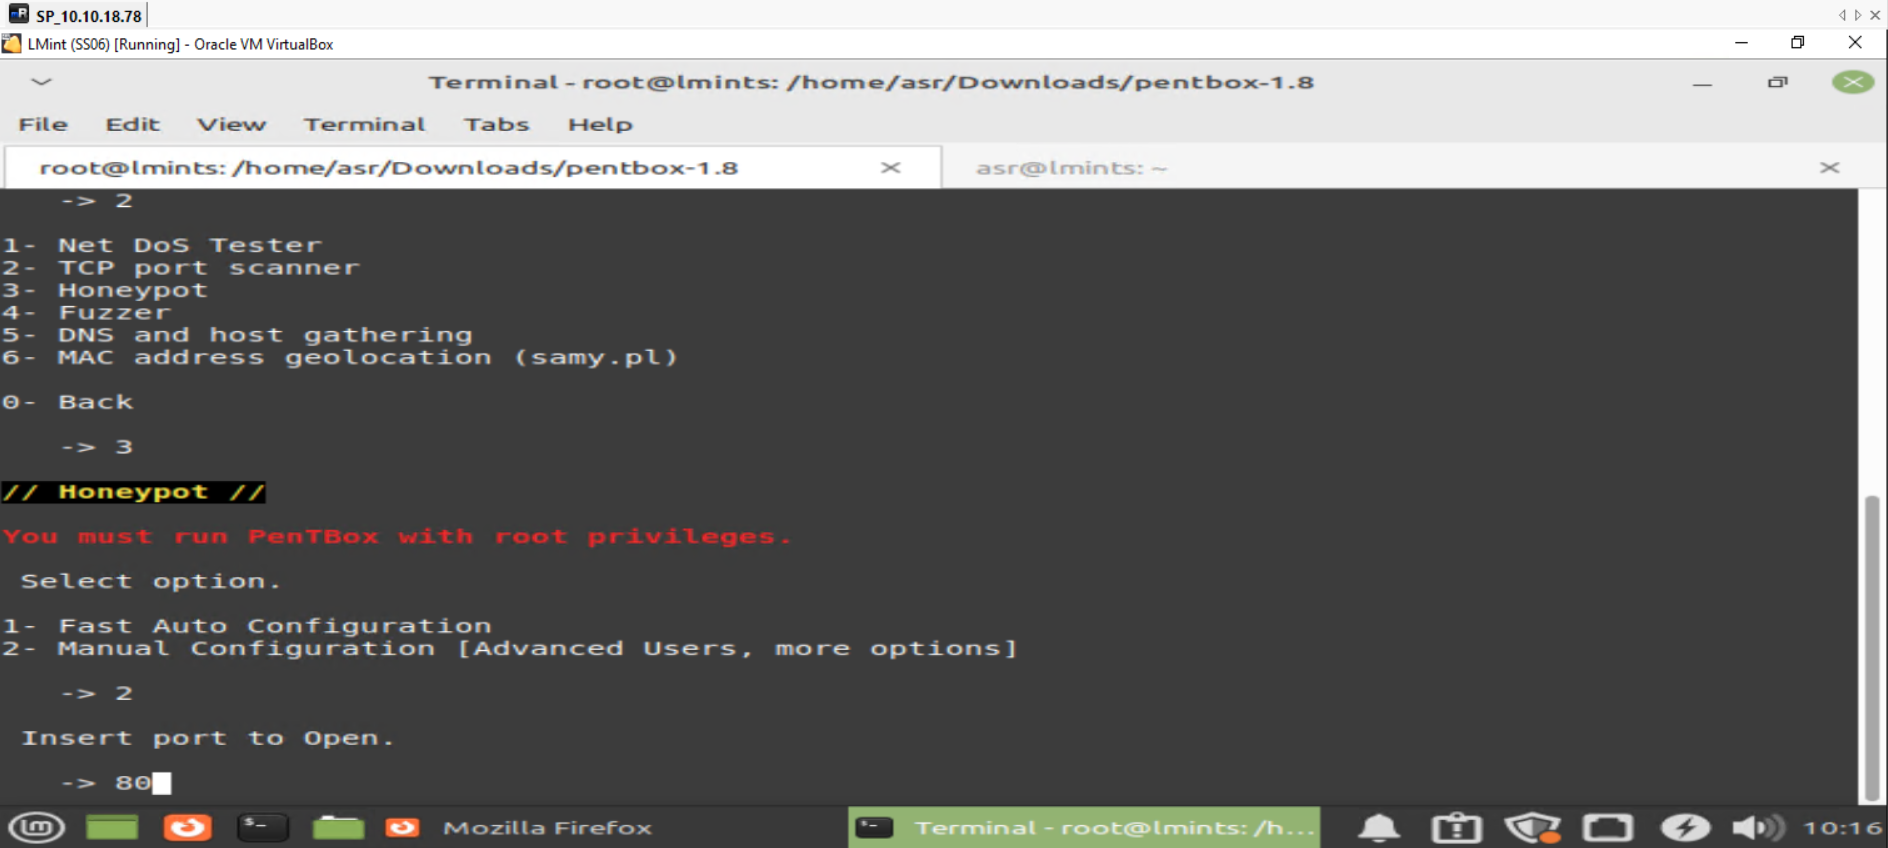 SP_10.10.18.78
LMint (SS06) [Running] - Oracle VM VirtualBox
Terminal - root@lmints: /home/asr/Downloads/pentbox-1.8
File Edit View Terminal Tabs Help
root@lmints: /home/asr/Downloads/pentbox-1.8
asr@lmints: ~
-> 2
1- Net DoS Tester
2- TCP port scanner
3- Honeypot
4- Fuzzer
5- DNS and host gathering
6- MAC address geolocation (samy.pl)
0- Back
-> 3
// Honeypot //
You must run PenTBox with root privileges.
Select option.
1- Fast Auto Configuration
2- Manual Configuration [Advanced Users, more options]
-> 2
Insert port to Open.
-> 80
Mozilla Firefox
Terminal - root@lmints: /h...
10:16